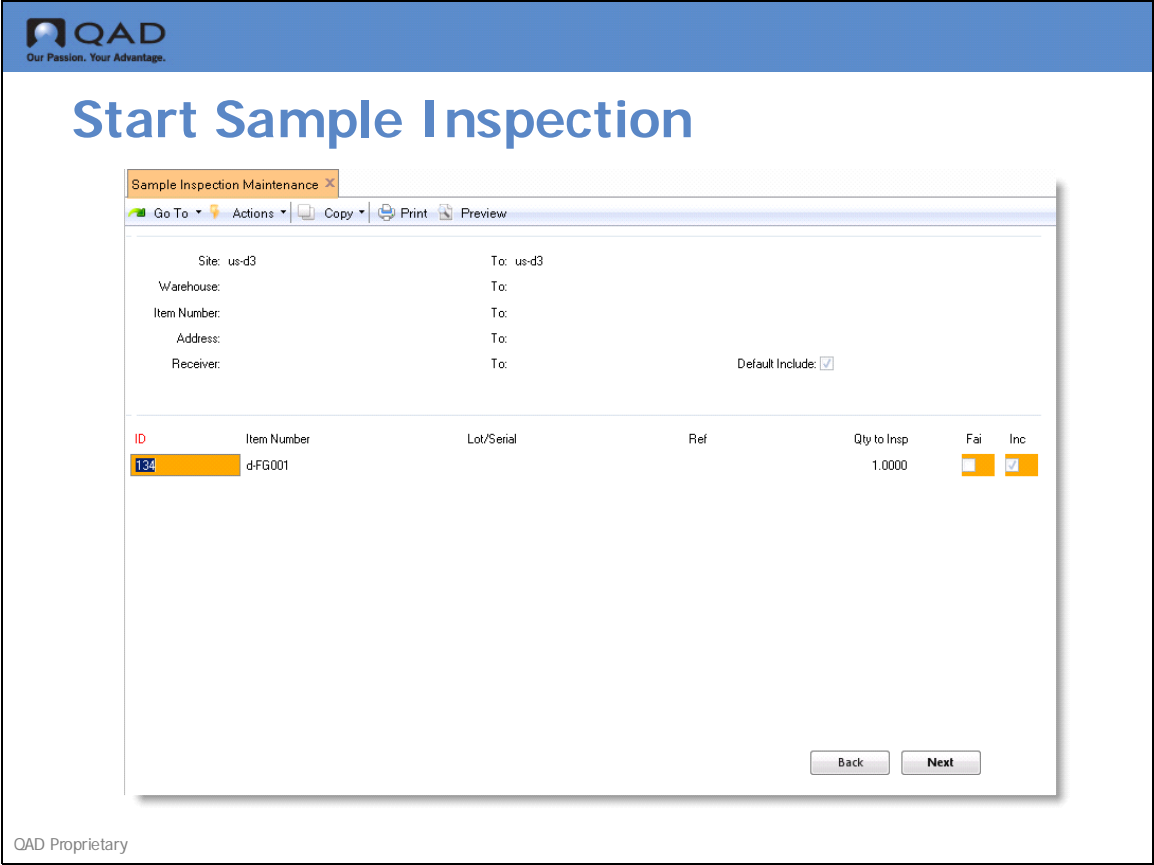 QAD
Our Passion. Your Advantage.
Start Sample Inspection
Sample Inspection Maintenance
Go To Actions Copy Print Preview
Site: us-d3 To: us-d3
Warehouse: To:
Item Number: To:
Address: To:
Receiver: To: Default Include:
ID Item Number Lot/Serial Ref Qty to Insp Fai Inc
134 d-FG001 1.0000
Back Next
QAD Proprietary